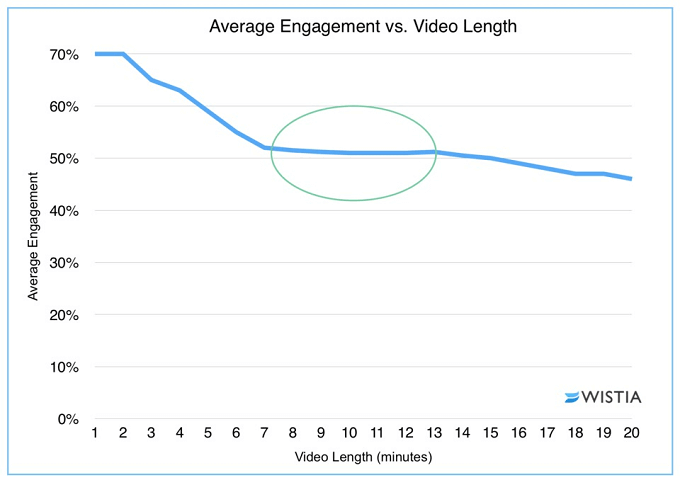 Average Engagement vs. Video Length
70%
60%
50%
40%
30%
20%
10%
0%
Average Engagement
WISTIA
1 2 3 4 5 6 7 8 9 10 11 12 13 14 15 16 17 18 19 20
Video Length (minutes)